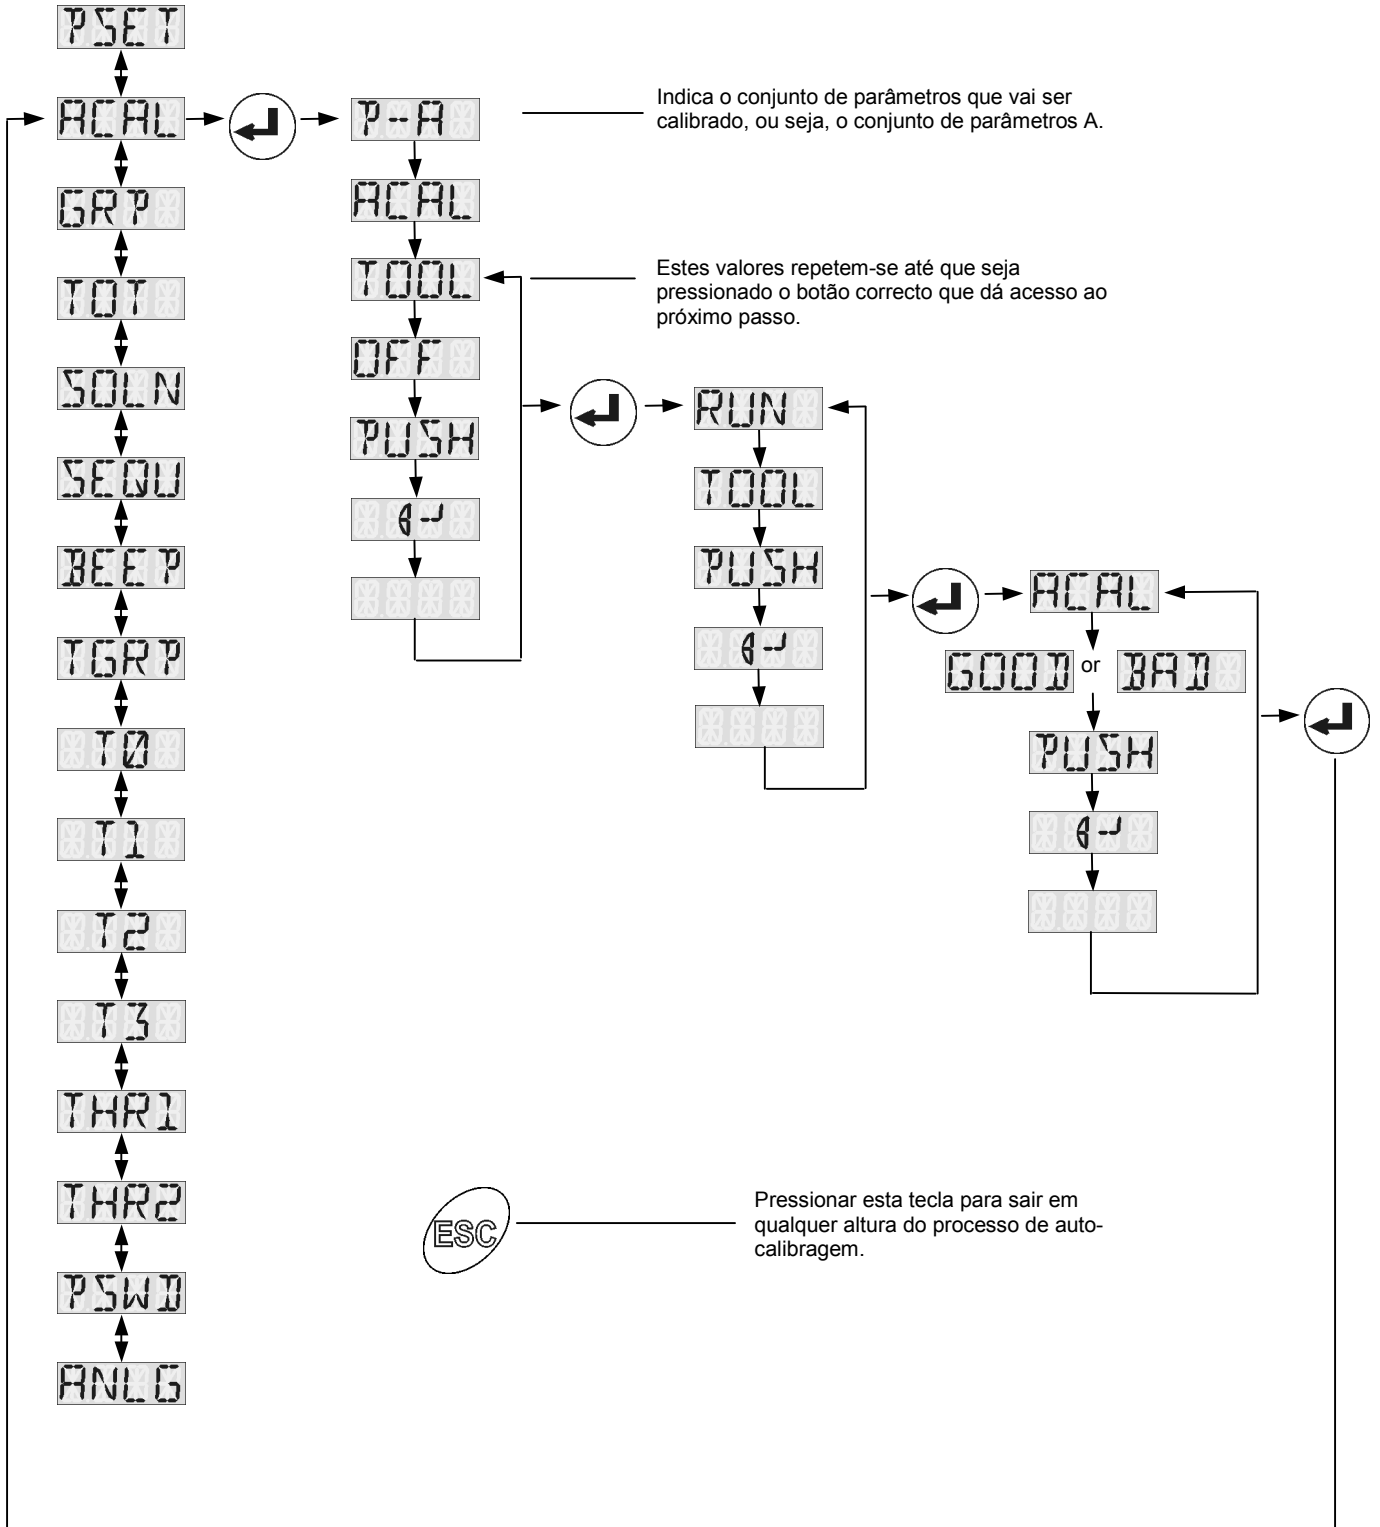 PSET
ACAL
GRP
TOT
SOLN
SEQU
BEEP
TGRP
T0
T1
T2
T3
THR1
THR2
PSWD
ANLG
P-A
ACAL
TOOL
OFF
PUSH
Indica o conjunto de parâmetros que vai ser
calibrado, ou seja, o conjunto de parâmetros A.
Estes valores repetem-se até que seja
pressionado o botão correcto que dá acesso ao
próximo passo.
RUN
TOOL
PUSH
ACAL
GOOD or BAD
PUSH
ESC
Pressionar esta tecla para sair em
qualquer altura do processo de auto-
calibragem.